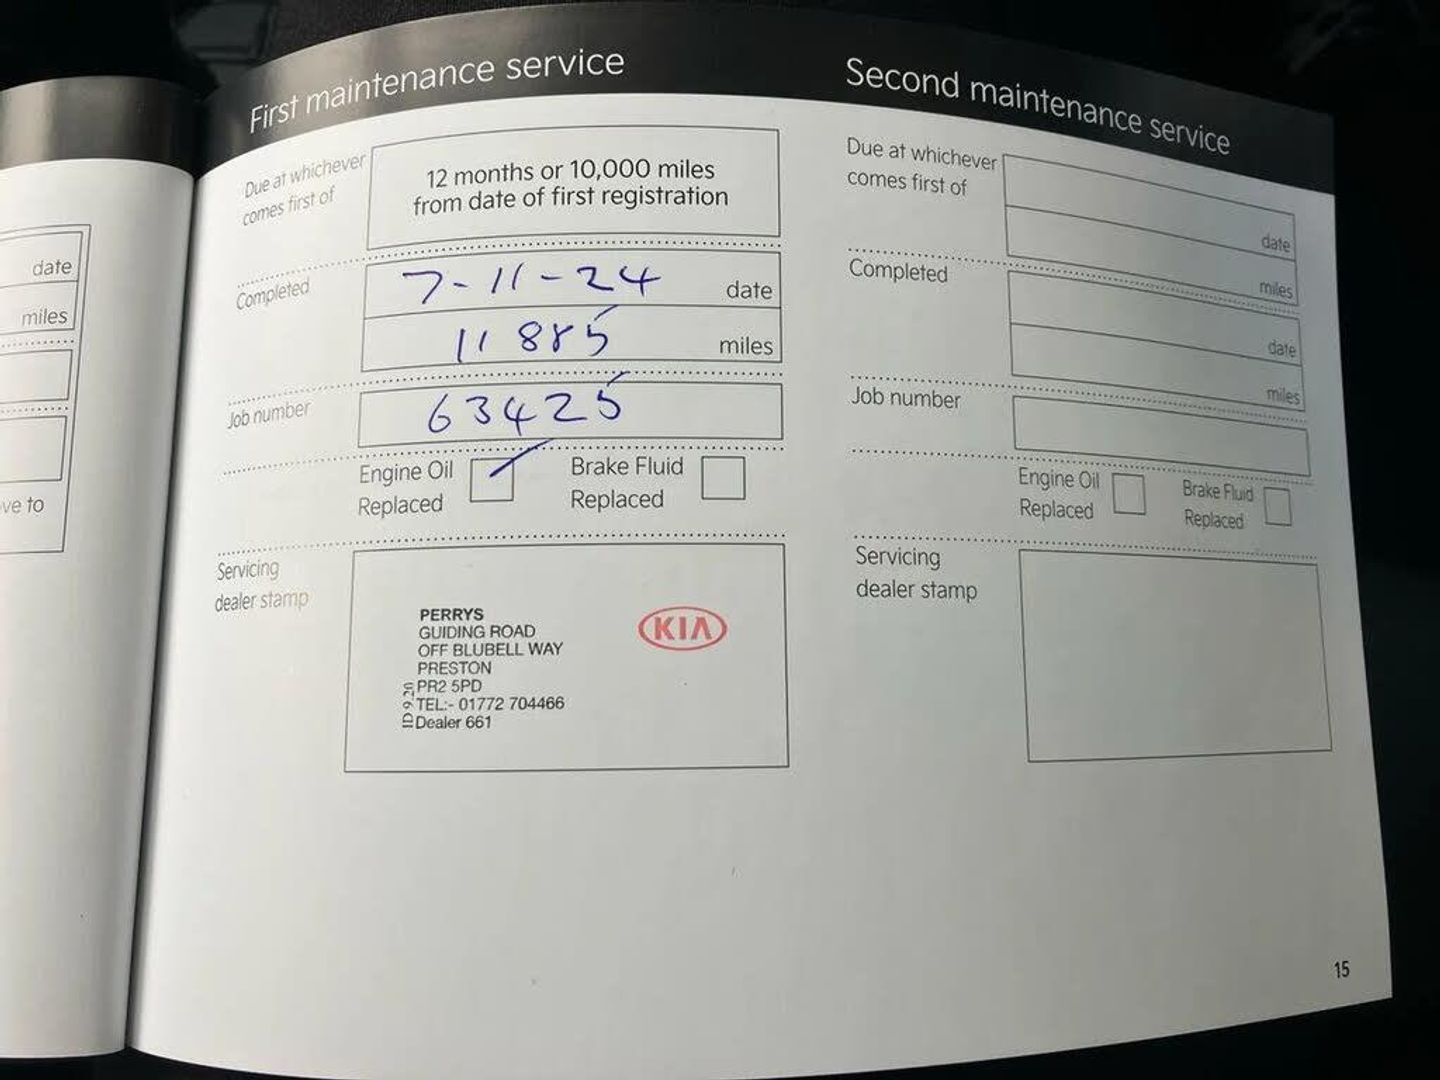 date
miles
ve to
First maintenance service
Due at whichever
comes first of
12 months or 10,000 miles
from date of first registration
Completed
7-11-24 date
11885 miles
Job number
63425
Engine Oil
Replaced
Brake Fluid
Replaced
Servicing
dealer stamp
PERRYS
GUIDING ROAD
OFF BLUBELL WAY
PRESTON
PR2 5PD
TEL:- 01772 704466
Dealer 661
KIA
Second maintenance service
Due at whichever
comes first of
date
miles
Completed
date
miles
Job number
Engine Oil
Replaced
Brake Fluid
Replaced
Servicing
dealer stamp
15